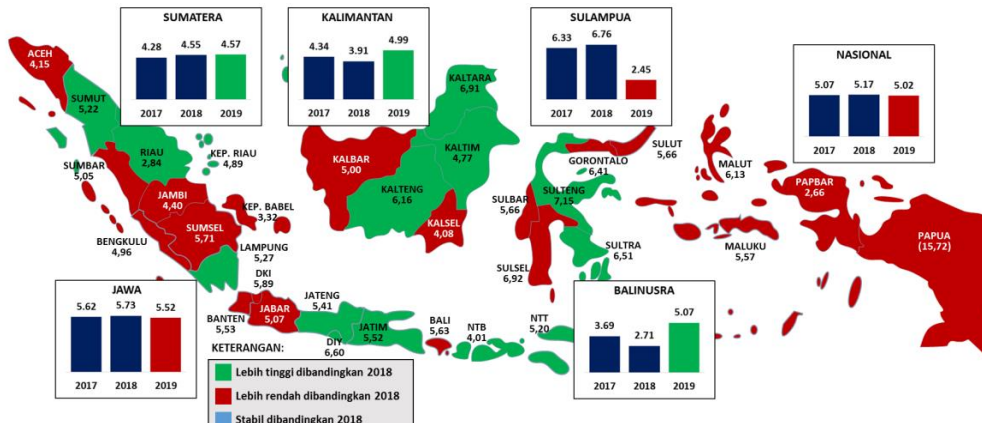 SUMATERA
4.28 4.55 4.57
2017 2018 2019
KALIMANTAN
4.34 3.91 4.99
2017 2018 2019
SULAMPUA
6.33 6.76 2.45
2017 2018 2019
NASIONAL
5.07 5.17 5.02
2017 2018 2019
ACEH
4,15
SUMUT
5,22
RIAU
2,84
KEP. RIAU
4,89
SUMBAR
5,05
JAMBI
4,40
KEP. BABEL
3,32
SUMSEL
5,71
BENGKULU
4,96
LAMPUNG
5,27
KALTARA
6,91
KALBAR
5,00
KALTIM
4,77
KALTENG
6,16
KALSEL
4,08
GORONTALO
6,41
SULUT
5,66
SULTENG
7,15
SULBAR
5,66
SULTRA
6,51
SULSEL
6,92
MALUT
6,13
PAPBAR
2,66
MALUKU
5,57
PAPUA
(15,72)
JAWA
5.62 5.73 5.52
2017 2018 2019
DKI
5,89
BANTEN
5,53
JABAR
5,07
JATENG
5,41
DIY
6,60
JATIM
5,52
BALI
5,63
NTB
4,01
NTT
5,20
BALINUSRA
3.69 2.71 5.07
2017 2018 2019
KETERANGAN:
Lebih tinggi dibandingkan 2018
Lebih rendah dibandingkan 2018
Stabil dibandingkan 2018